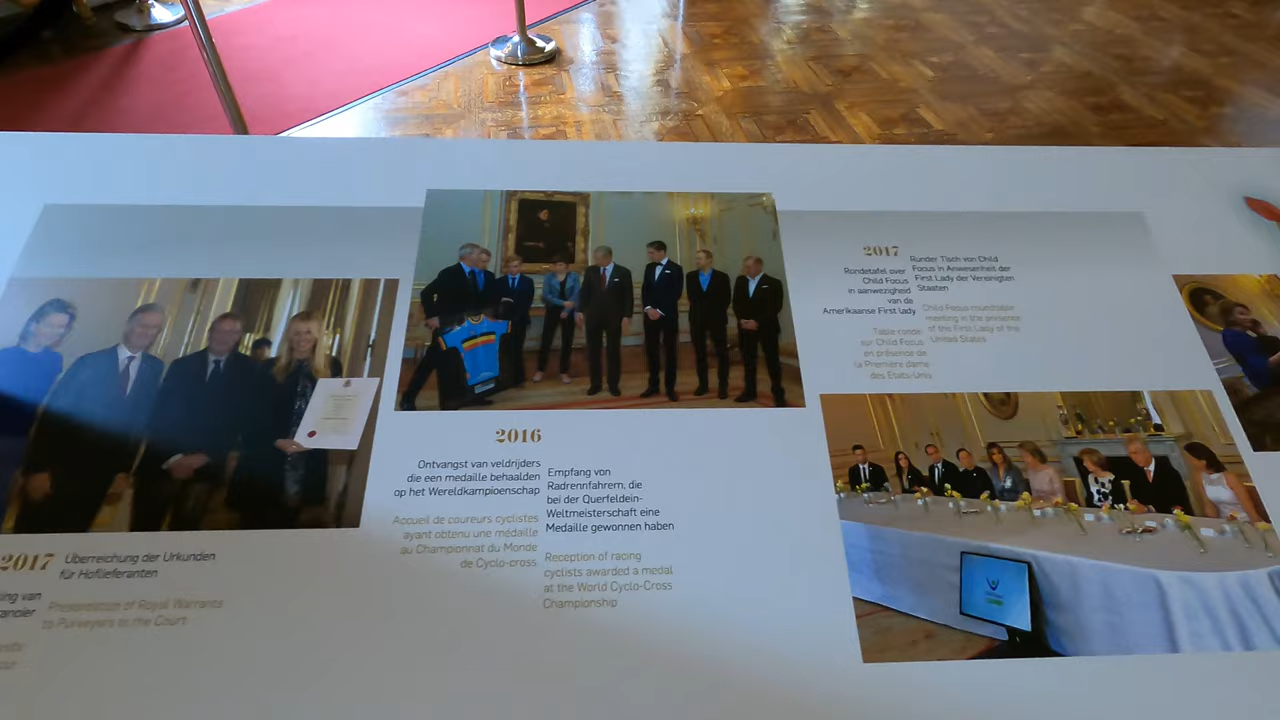 2017
Überreichung der Urkunden
für Hoflieferanten
Presentation of Royal Warrants
to Purveyors to the Court
2016
Ontvangst van veldrijders
die een medaille behaalden
op het Wereldkampioenschap
Accueil de coureurs cyclistes
ayant obtenu une médaille
au Championnat du Monde
de Cyclo-cross
Empfang von
Radrennfahrern, die
bei der Querfeldein-
Weltmeisterschaft eine
Medaille gewonnen haben
Reception of racing
cyclists awarded a medal
at the World Cyclo-Cross
Championship
2017
Rondetafel over
Child Focus
in aanwezigheid
van de
Amerikaanse First lady
Table ronde
sur Child Focus
en présence de
la Première dame
des États-Unis
Runder Tisch von Child
Focus in Anwesenheit der
First Lady der Vereinigten
Staaten
Child Focus roundtable
meeting in the presence
of the First Lady of the
United States